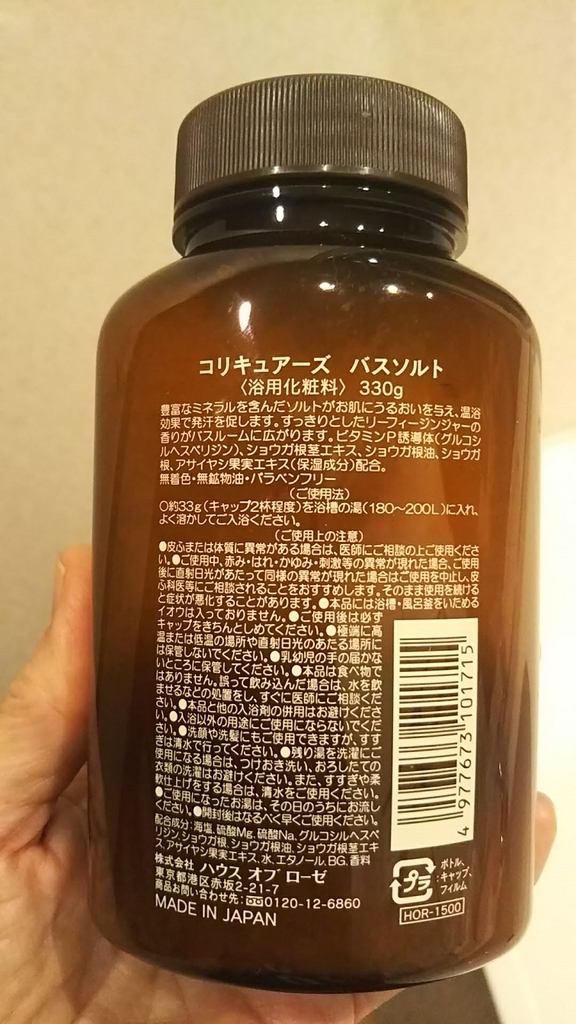 コリキュアーズ バスソルト
〈浴用化粧料〉 330g
豊富なミネラルを含んだソルトがお肌にうるおいを与え、温浴
効果で発汗を促します。すっきりとしたリーフィージンジャーの
香りがバスルームに広がります。ビタミンP誘導体(グルコシ
ルヘスペリジン)、ショウガ根茎エキス、ショウガ根油、ショウガ
根、アサイヤシ果実エキス(保湿成分)配合。
無着色・無鉱物油・パラベンフリー
〈ご使用法〉
○約33g(キャップ2杯程度)を浴槽の湯(180〜200L)に入れ、
よく溶かしてご入浴ください。
〈ご使用上の注意〉
●皮ふまたは体質に異常がある場合は、医師にご相談の上ご使用くださ
い。●ご使用中、赤み・はれ・かゆみ・刺激等の異常が現れた場合、ご使用
後に直射日光があたって同様の異常が現れた場合はご使用を中止し、皮
ふ科医等にご相談されることをおすすめします。そのまま使用を続ける
と症状が悪化することがあります。●本品には浴槽・風呂釜をいためる
イオウは入っておりません。●ご使用後は必ず
キャップをきちんとしめてください。●極端に高
温または低温の場所や直射日光のあたる場所に
は保管しないでください。●乳幼児の手の届かな
いところに保管してください。●本品は食べ物で
はありません。誤って飲み込んだ場合は、水を飲
ませるなどの処置をし、すぐに医師にご相談くだ
さい。●本品と他の入浴剤の併用はお避けくださ
い。●入浴以外の用途にご使用にならないでくださ
い。●洗顔や洗髪にもご使用できますが、すす
ぎは清水で行ってください。●残り湯を洗濯にご
使用になる場合は、つけおき洗い、おろしたての
衣類の洗濯はお避けください。また、すすぎや柔
軟仕上げをする場合は、清水をご使用ください。
●ご使用になったお湯は、その日のうちにお流し
ください。●開封後はなるべく早くご使用ください。
配合成分:海塩、硫酸Mg、硫酸Na、グルコシルヘスペ
リジン、ショウガ根、ショウガ根油、ショウガ根茎エキ
ス、アサイヤシ果実エキス、水、エタノール、BG、香料
株式会社 ハウス オブ ローゼ
東京都港区赤坂2-21-7
商品お問い合わせ先:0120-12-6860
MADE IN JAPAN
4977673101715
プラ
ボトル、
キャップ、
フィルム
HOR-1500